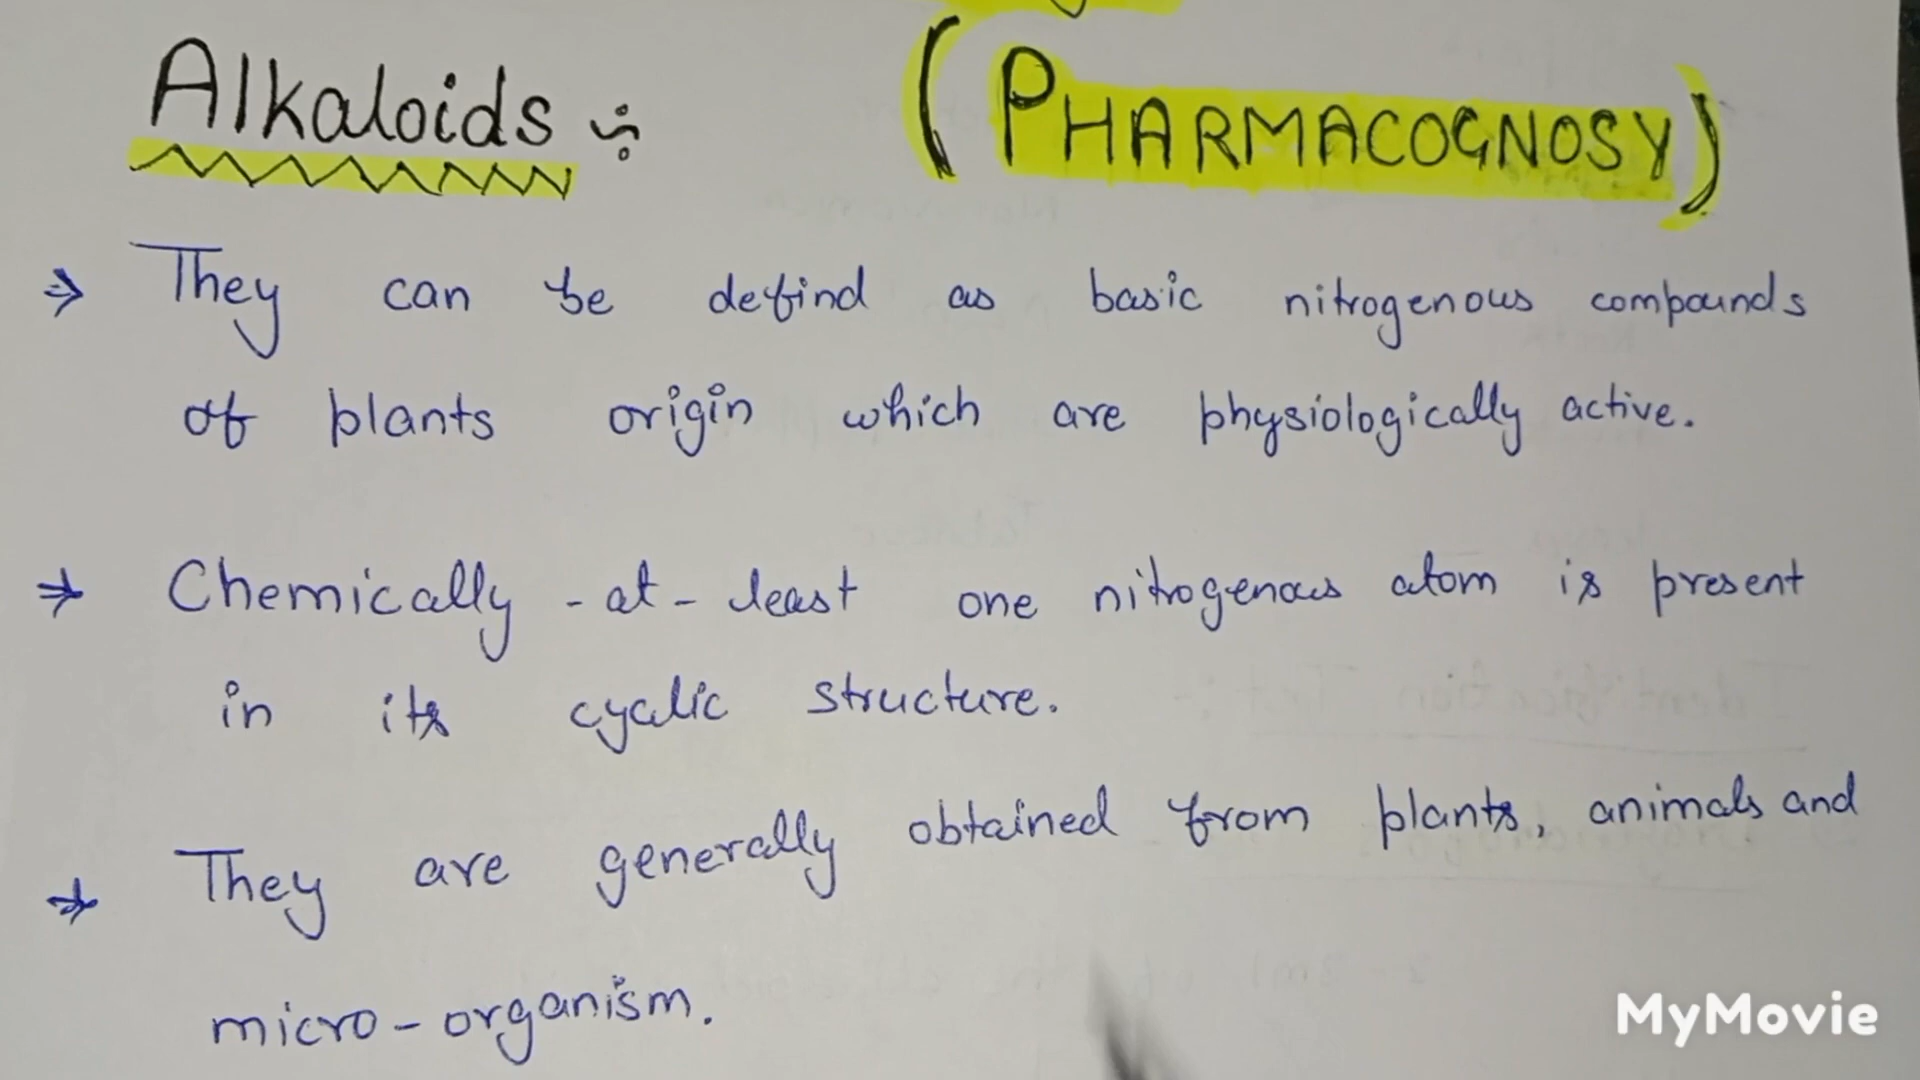 Alkaloids :-
(PHARMACOGNOSY)
⇒ They can be defind as basic nitrogenous compounds
of plants origin which are physiologically active.
⇒ Chemically -at- least one nitrogenous atom is present
in its cyclic structure.
⇒ They are generally obtained from plants, animals and
micro-organism.
MyMovie